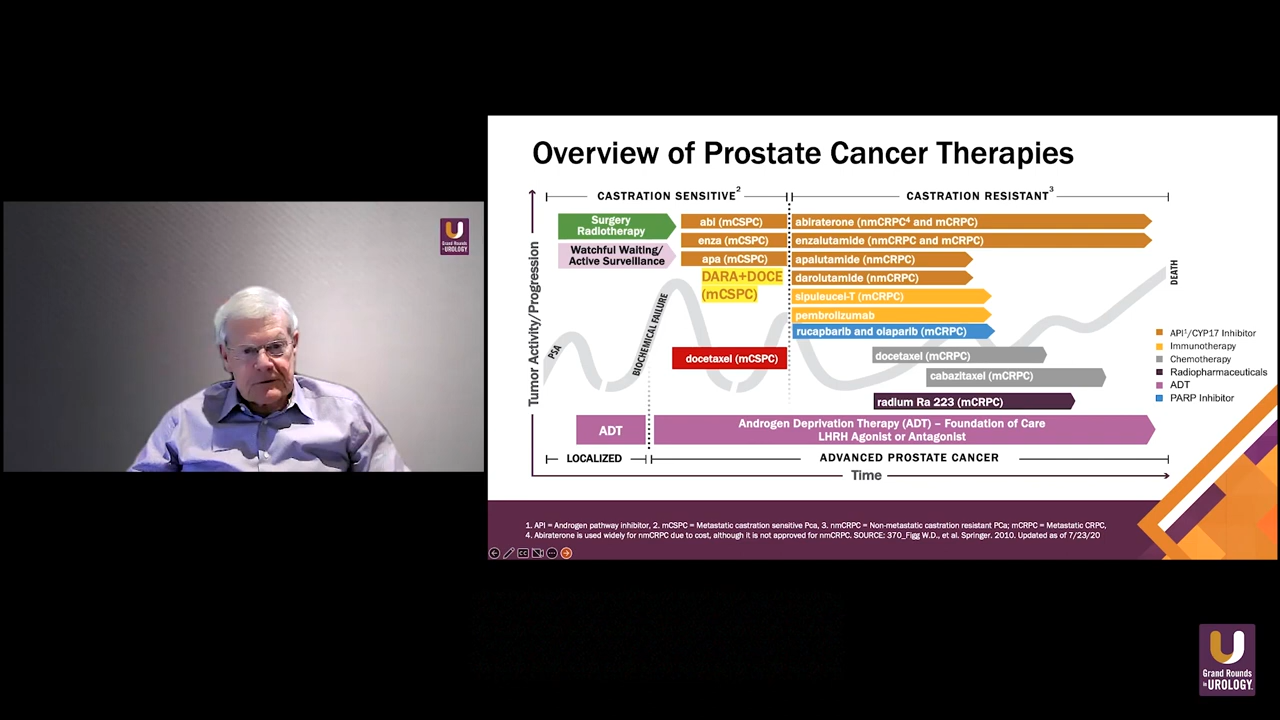 Overview of Prostate Cancer Therapies
CASTRATION SENSITIVE2
CASTRATION RESISTANT3
Surgery
Radiotherapy
Watchful Waiting/
Active Surveillance
abi (mCSPC)
enza (mCSPC)
apa (mCSPC)
DARA+DOCE
(mCSPC)
docetaxel (mCSPC)
abiraterone (nmCRPC4 and mCRPC)
enzalutamide (nmCRPC and mCRPC)
apalutamide (nmCRPC)
darolutamide (nmCRPC)
sipuleucel-T (mCRPC)
pembrolizumab
rucapbarib and olaparib (mCRPC)
docetaxel (mCRPC)
cabazitaxel (mCRPC)
radium Ra 223 (mCRPC)
Tumor Activity/Progression
PSA
BIOCHEMICAL FAILURE
DEATH
API1/CYP17 Inhibitor
Immunotherapy
Chemotherapy
Radiopharmaceuticals
ADT
PARP Inhibitor
ADT
Androgen Deprivation Therapy (ADT) – Foundation of Care
LHRH Agonist or Antagonist
LOCALIZED
ADVANCED PROSTATE CANCER
Time
1. API = Androgen pathway inhibitor, 2. mCSPC = Metastatic castration sensitive Pca, 3. nmCRPC = Non-metastatic castration resistant PCa; mCRPC = Metastatic CRPC,
4. Abiraterone is used widely for nmCRPC due to cost, although it is not approved for nmCRPC. SOURCE: 370_Figg W.D., et al. Springer. 2010. Updated as of 7/23/20
Grand Rounds
in UROLOGY
Grand Rounds
in UROLOGY